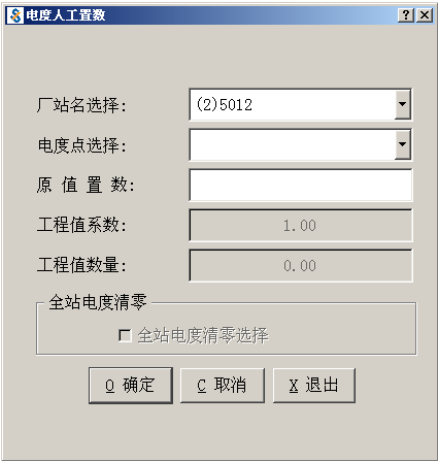 电度人工置数
厂站名选择: (2)5012
电度点选择:
原 值 置 数:
工程值系数: 1.00
工程值数量: 0.00
全站电度清零
全站电度清零选择
O 确定 C 取消 X 退出